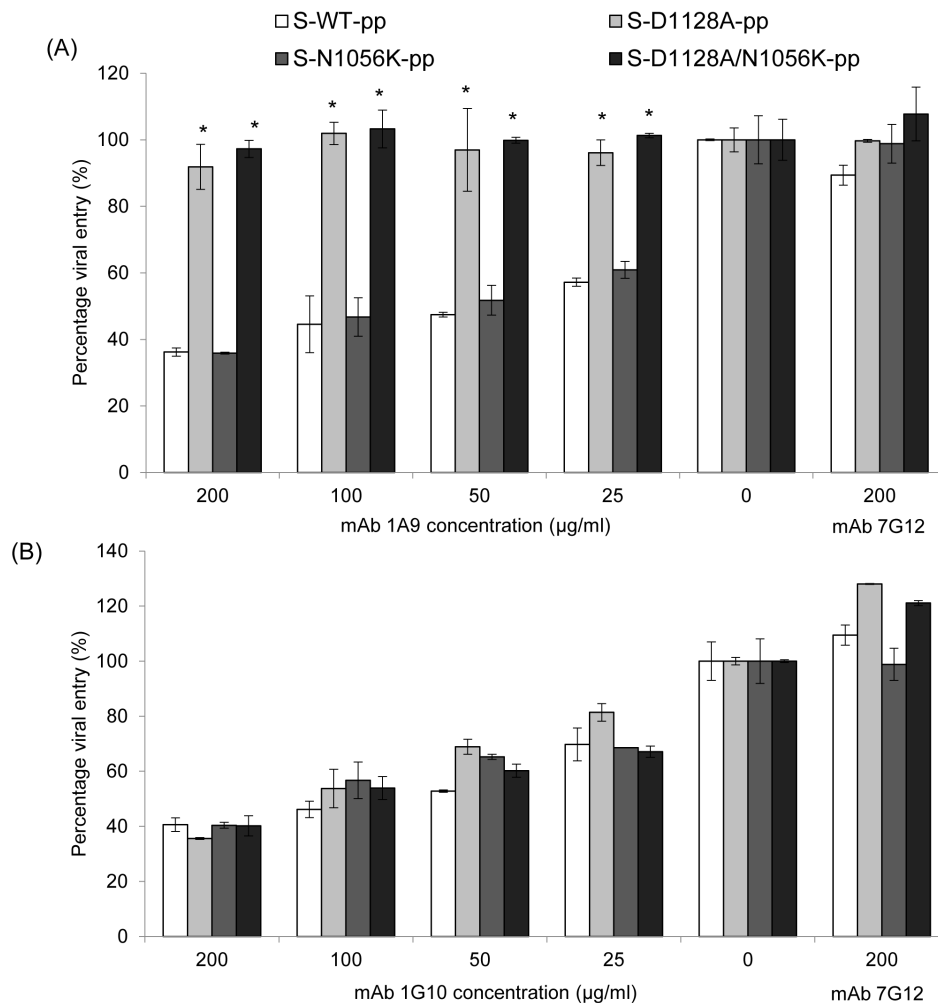 S-WT-pp S-D1128A-pp
(A) S-N1056K-pp S-D1128A/N1056K-pp
Percentage viral entry (%)
120
100
80
60
40
20
0
* * * * * * * *
200 100 50 25 0 200
mAb 1A9 concentration (µg/ml) mAb 7G12
(B)
Percentage viral entry (%)
140
120
100
80
60
40
20
0
200 100 50 25 0 200
mAb 1G10 concentration (µg/ml) mAb 7G12